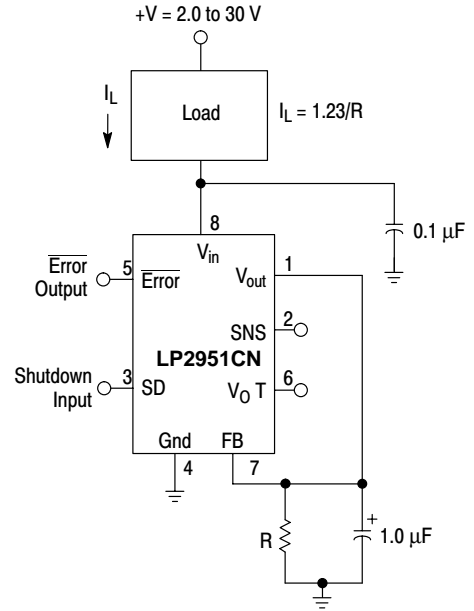 +V = 2.0 to 30 V
I_L
Load
I_L = 1.23/R
0.1 μF
8
V_in
Error
Output
5
Error
V_out
1
SNS
2
LP2951CN
Shutdown
Input
3
SD
V_O T
6
Gnd
FB
4
7
R
+
1.0 μF